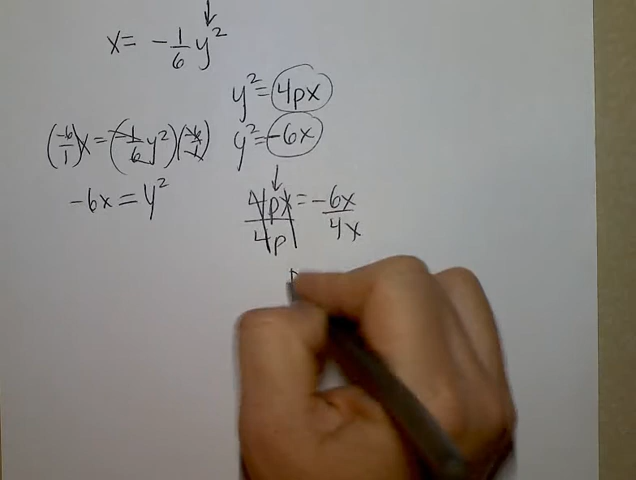 x = -1/6 y²
y² = 4px
(-6/1)x = (-1/6 y²)(-6/1) y² = -6x
-6x = y²
4px/4p = -6x/4x